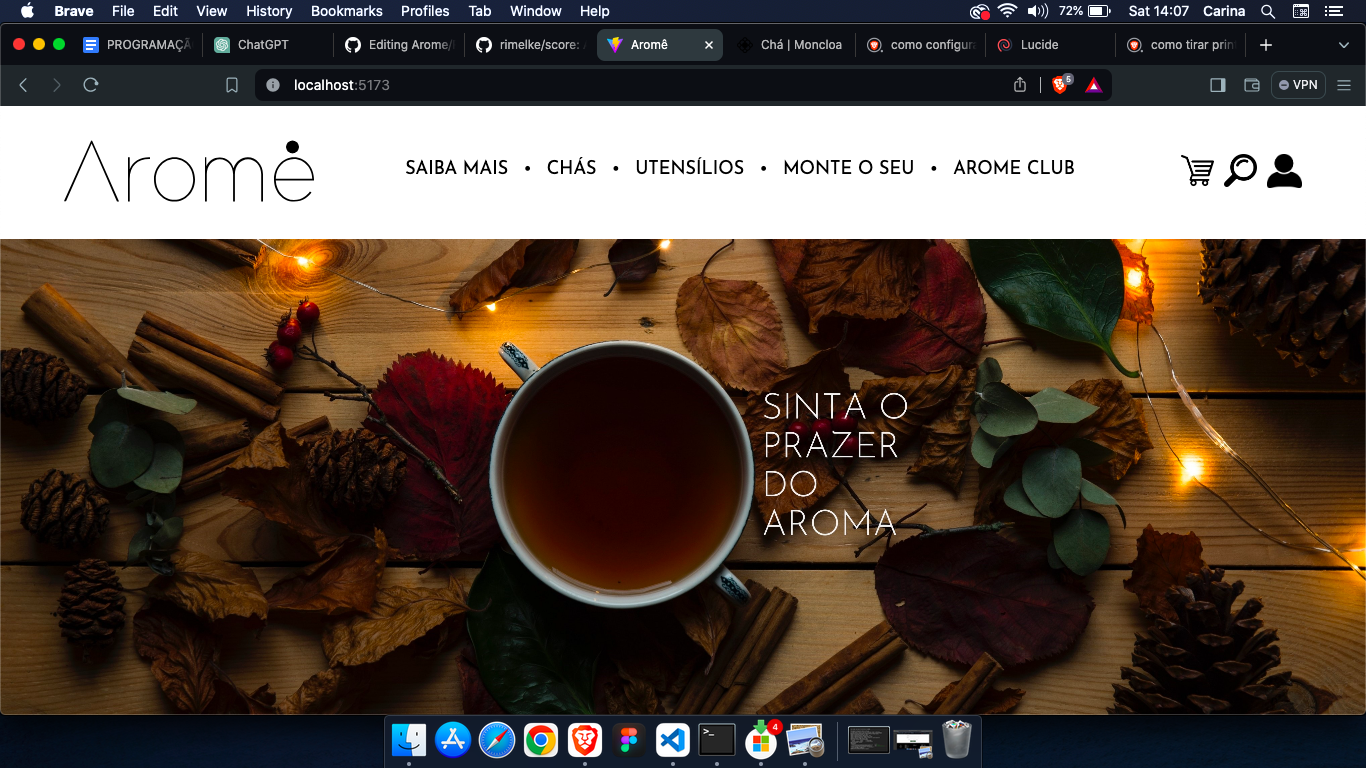 Brave File Edit View History Bookmarks Profiles Tab Window Help 72% Sat 14:07 Carina
PROGRAMAÇÃ ChatGPT Editing Arome/ rimelke/score: Aromê Chá | Moncloa como configur Lucide como tirar prin
localhost:5173 5 VPN
Aromê SAIBA MAIS • CHÁS • UTENSÍLIOS • MONTE O SEU • AROME CLUB
SINTA O
PRAZER
DO
AROMA
4